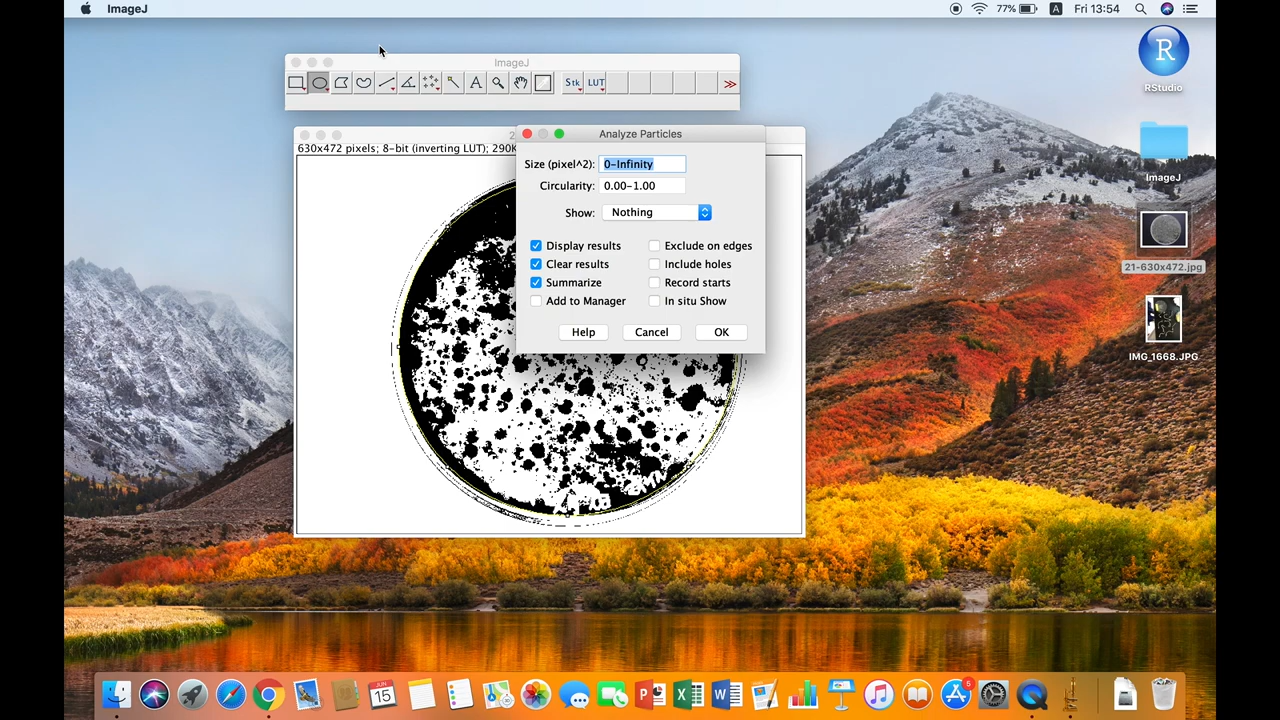 ImageJ
77%
A
Fri 13:54
ImageJ
A
Stk
LUT
>>
R
RStudio
ImageJ
21-630x472.jpg
IMG_1668.JPG
2
630x472 pixels; 8-bit (inverting LUT); 290K
Analyze Particles
Size (pixel^2): 0-Infinity
Circularity: 0.00-1.00
Show: Nothing
Display results
Exclude on edges
Clear results
Include holes
Summarize
Record starts
Add to Manager
In situ Show
Help
Cancel
OK
15
P
X
W
5